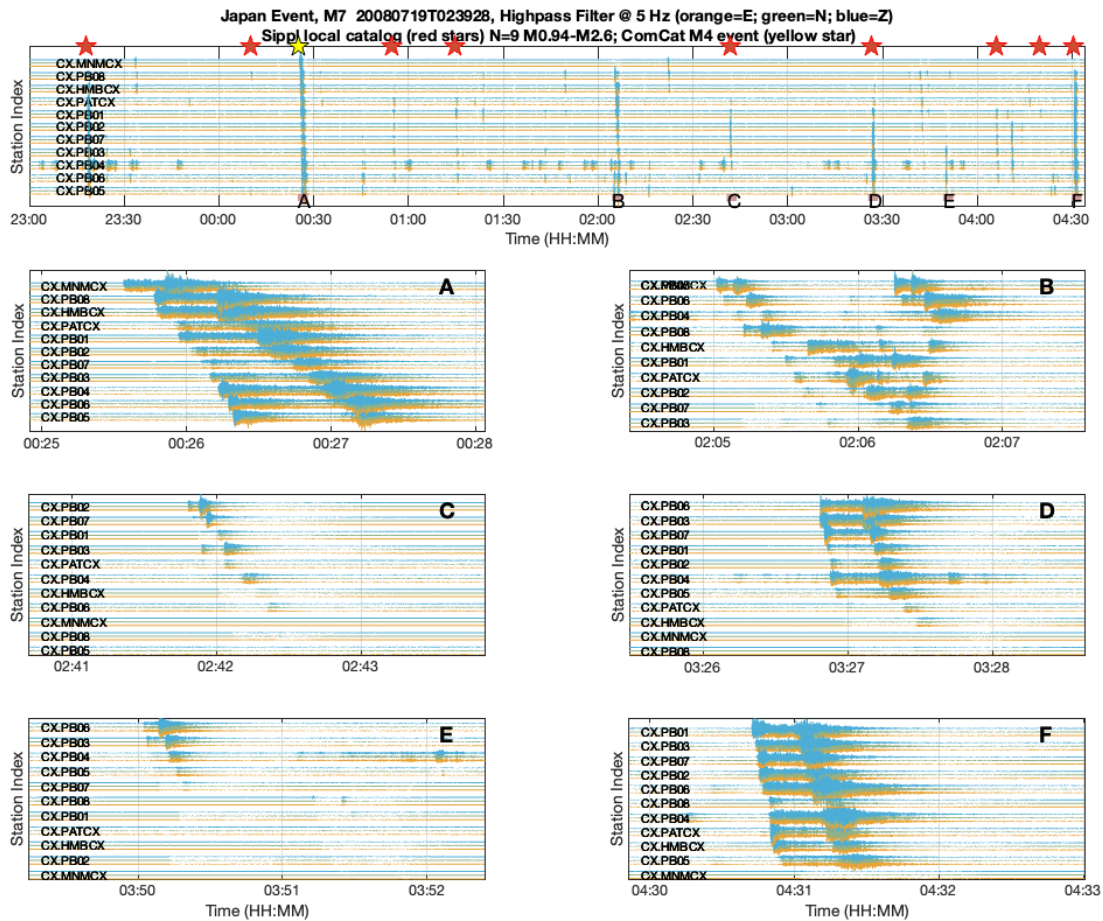 Japan Event, M7 20080719T023928, Highpass Filter @ 5 Hz (orange=E; green=N; blue=Z)
Sippl local catalog (red stars) N=9 M0.94-M2.6; ComCat M4 event (yellow star)
Station Index
CX.MNMCX
CX.PB08
CX.HMBCX
CX.PATCX
CX.PB01
CX.PB02
CX.PB07
CX.PB03
CX.PB04
CX.PB06
CX.PB05
A B C D E F
23:00 23:30 00:00 00:30 01:00 01:30 02:00 02:30 03:00 03:30 04:00 04:30
Time (HH:MM)
Station Index
A
CX.MNMCX
CX.PB08
CX.HMBCX
CX.PATCX
CX.PB01
CX.PB02
CX.PB07
CX.PB03
CX.PB04
CX.PB06
CX.PB05
00:25 00:26 00:27 00:28
Station Index
B
CX.PB06
CX.PB04
CX.PB08
CX.HMBCX
CX.PB01
CX.PATCX
CX.PB02
CX.PB07
CX.PB03
02:05 02:06 02:07
Station Index
C
CX.PB02
CX.PB07
CX.PB01
CX.PB03
CX.PATCX
CX.PB04
CX.HMBCX
CX.PB06
CX.MNMCX
CX.PB08
CX.PB05
02:41 02:42 02:43
Station Index
D
CX.PB06
CX.PB03
CX.PB07
CX.PB01
CX.PB02
CX.PB04
CX.PB05
CX.PATCX
CX.HMBCX
CX.MNMCX
CX.PB08
03:26 03:27 03:28
Station Index
E
CX.PB06
CX.PB03
CX.PB04
CX.PB05
CX.PB07
CX.PB08
CX.PB01
CX.PATCX
CX.HMBCX
CX.PB02
CX.MNMCX
03:50 03:51 03:52
Time (HH:MM)
Station Index
F
CX.PB01
CX.PB03
CX.PB07
CX.PB02
CX.PB06
CX.PB08
CX.PB04
CX.PATCX
CX.HMBCX
CX.PB05
CX.MNMCX
04:30 04:31 04:32 04:33
Time (HH:MM)